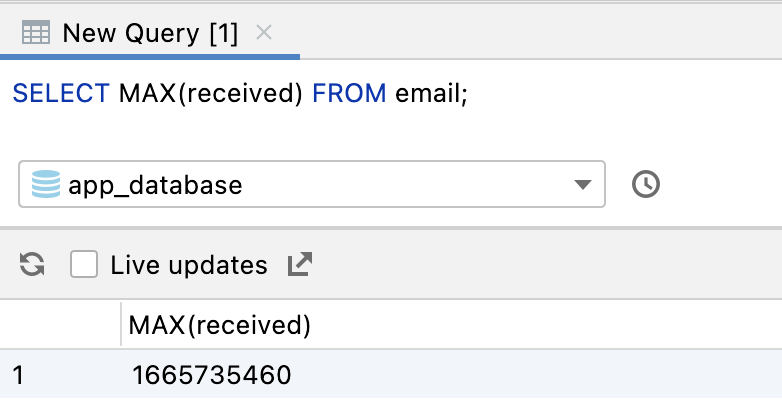 New Query [1]
SELECT MAX(received) FROM email;
app_database
Live updates
MAX(received)
1 1665735460